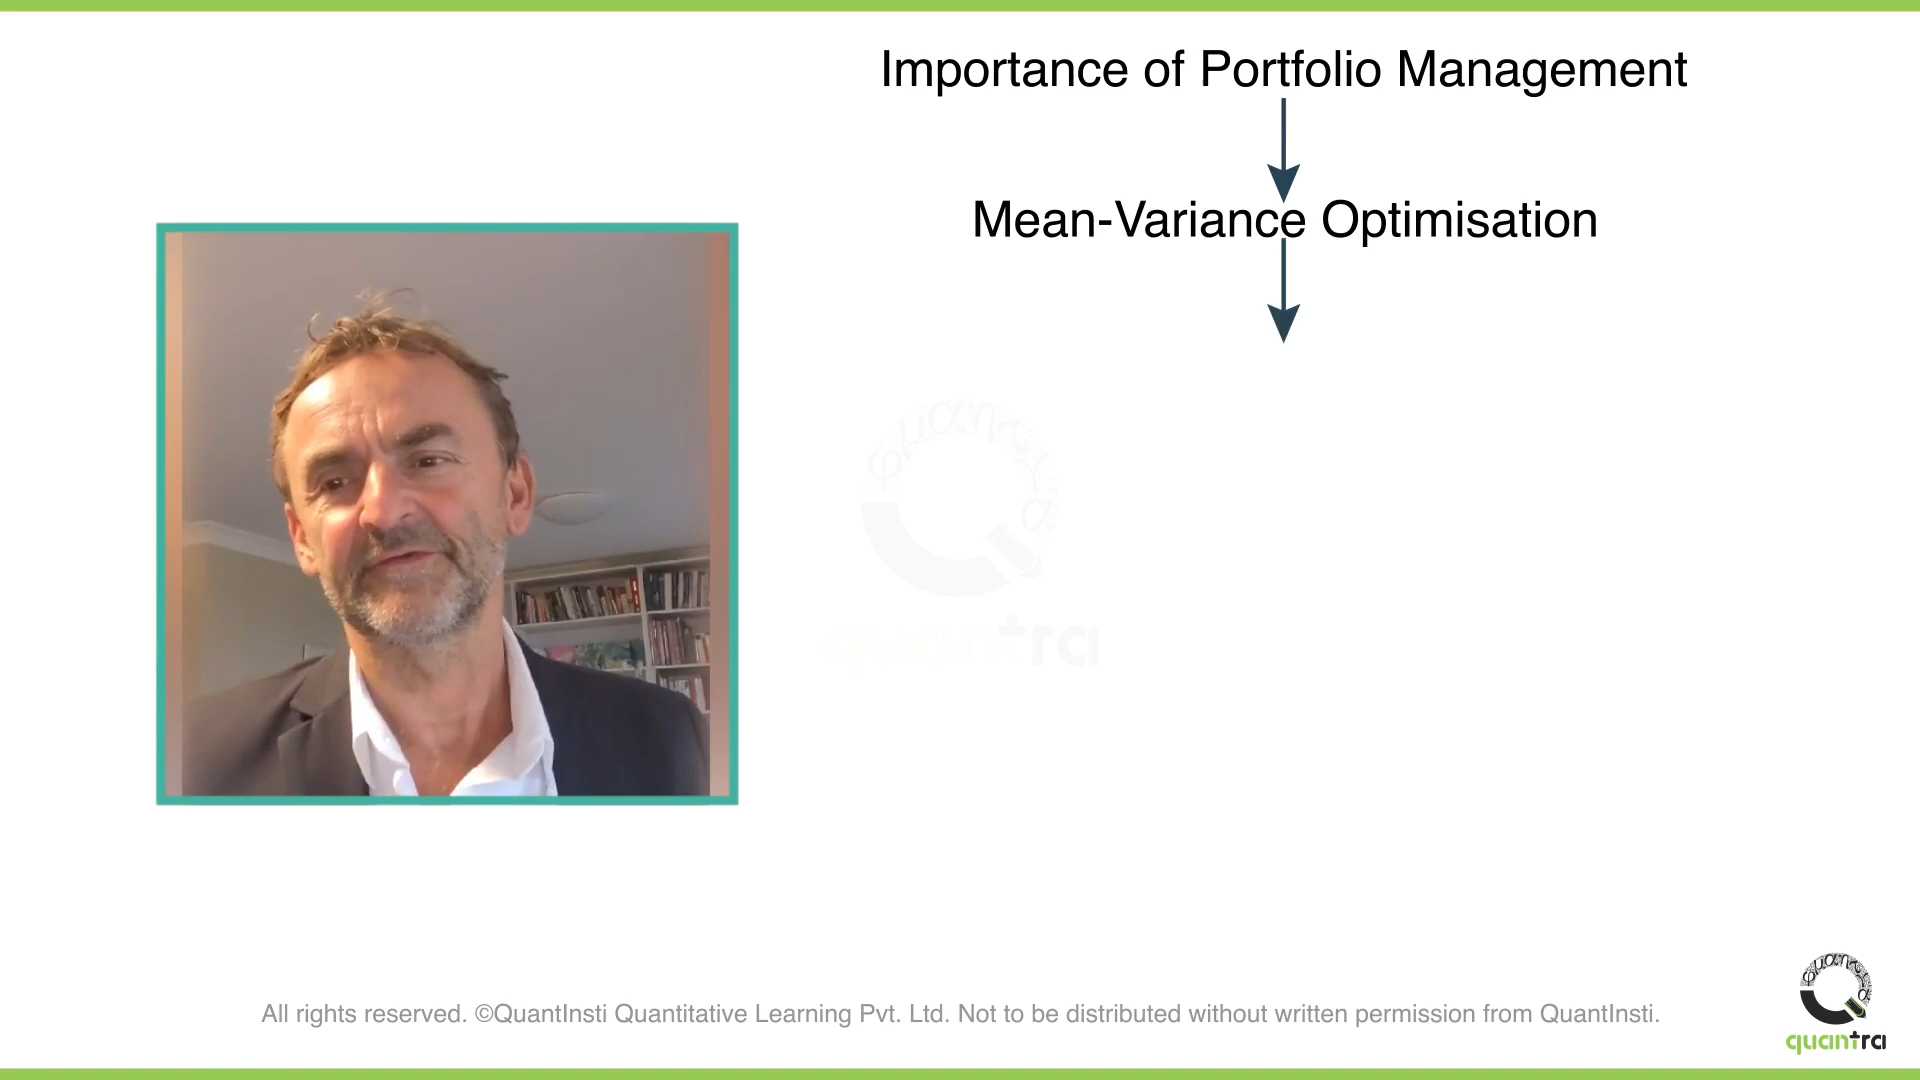 Importance of Portfolio Management
Mean-Variance Optimisation
quantra
All rights reserved. ©QuantInsti Quantitative Learning Pvt. Ltd. Not to be distributed without written permission from QuantInsti.
quantra